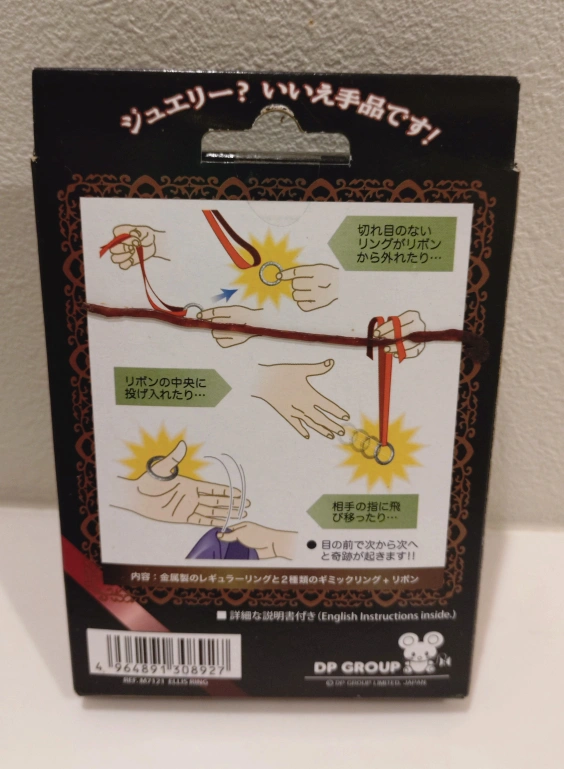 ジュエリー？ いいえ手品です!
切れ目のない
リングがリボン
から外れたり…
リボンの中央に
投げ入れたり…
相手の指に飛
び移ったり…
● 目の前で次から次へ
と奇跡が起きます!!
内容：金属製のレギュラーリングと2種類のギミックリング+リボン
■ 詳細な説明書付き (English Instructions inside.)
4 964891 308927
REF. M7121 ELLIS RING
DP GROUP
© DP GROUP LIMITED. JAPAN